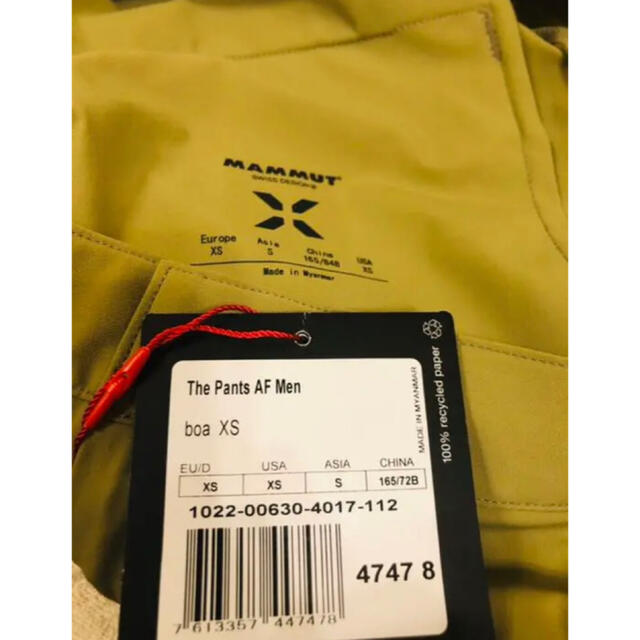 MAMMUT
SWISS DESIGN
Europe Asia China USA
XS S 165/84B XS
Made in Myanmar
The Pants AF Men
boa XS
EU/D USA ASIA CHINA
XS XS S 165/72B
1022-00630-4017-112
4747 8
7 613357 447478
MADE IN MYANMAR
100% recycled paper